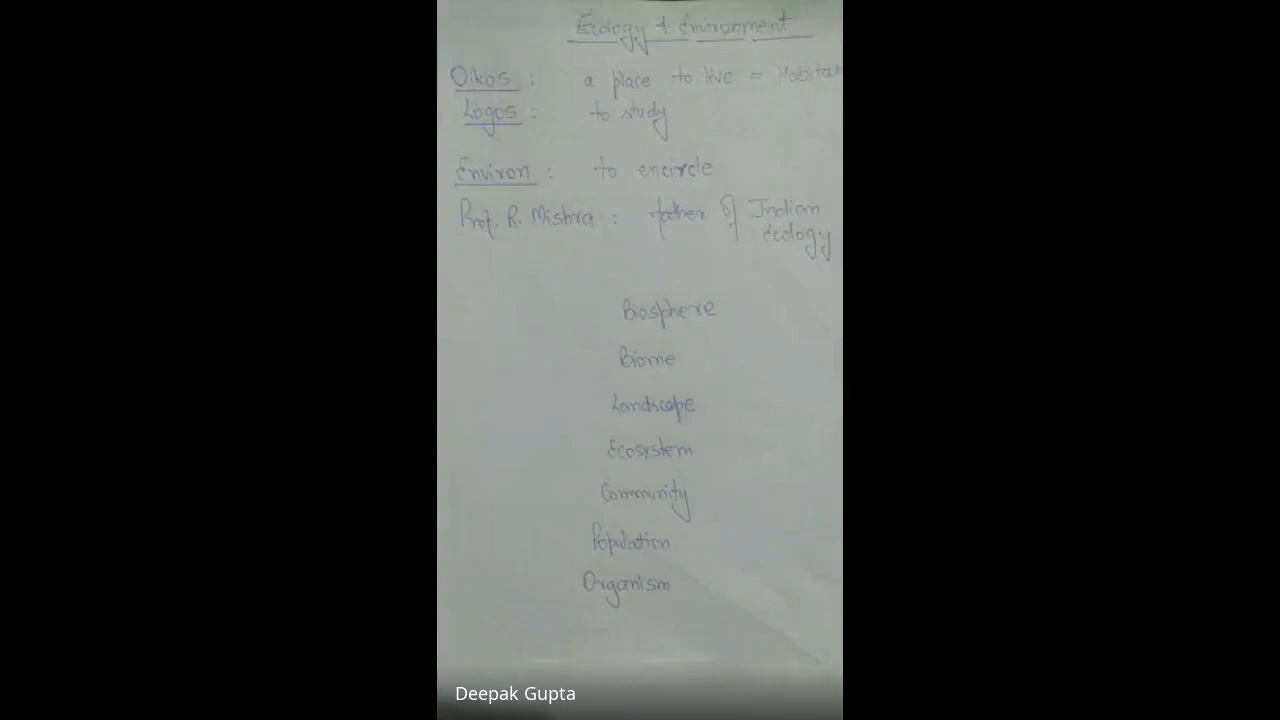 Ecology & Environment
Oikos : a place to live = Habitat
Logos : to study
Environ : to encircle
Prof. R. Mishra : father of Indian
Ecology
Biosphere
Biome
Landscape
Ecosystem
Community
Population
Organism
Deepak Gupta